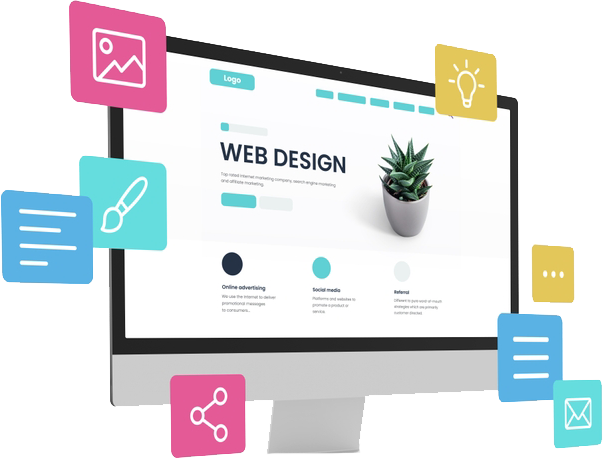 Logo
WEB DESIGN
Top rated internet marketing company, search engine marketing
and affiliate marketing.
Online advertising
We use the internet to deliver
promotional messages
to consumers...
Social media
Platforms and websites to
promote a product or
service.
Referral